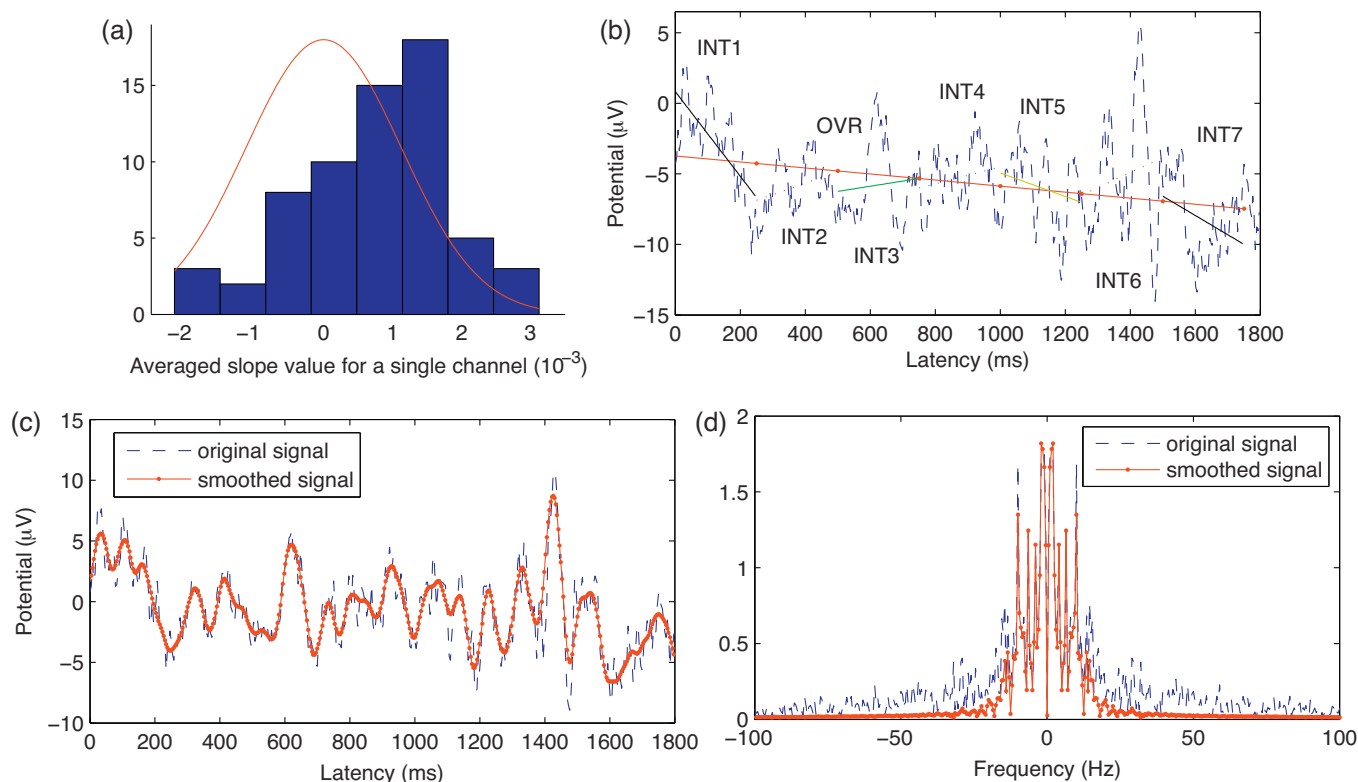 (a)
15
10
5
0
−2
−1
0
1
2
3
Averaged slope value for a single channel (10−3)
(b)
5
0
−5
−10
−15
Potential (μV)
INT1
INT2
OVR
INT3
INT4
INT5
INT6
INT7
0
200
400
600
800
1000
1200
1400
1600
1800
Latency (ms)
(c)
15
10
5
0
−5
−10
Potential (μV)
original signal
smoothed signal
0
200
400
600
800
1000
1200
1400
1600
1800
Latency (ms)
(d)
2
1.5
1
0.5
0
original signal
smoothed signal
−100
−50
0
50
100
Frequency (Hz)